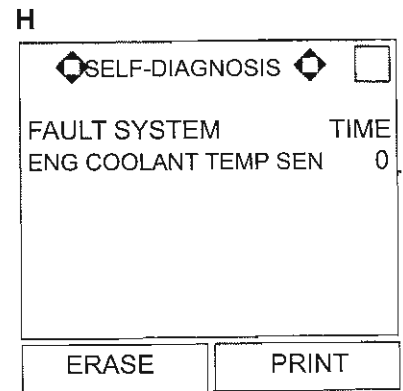 H
SELF-DIAGNOSIS
FAULT SYSTEM TIME
ENG COOLANT TEMP SEN 0
ERASE PRINT